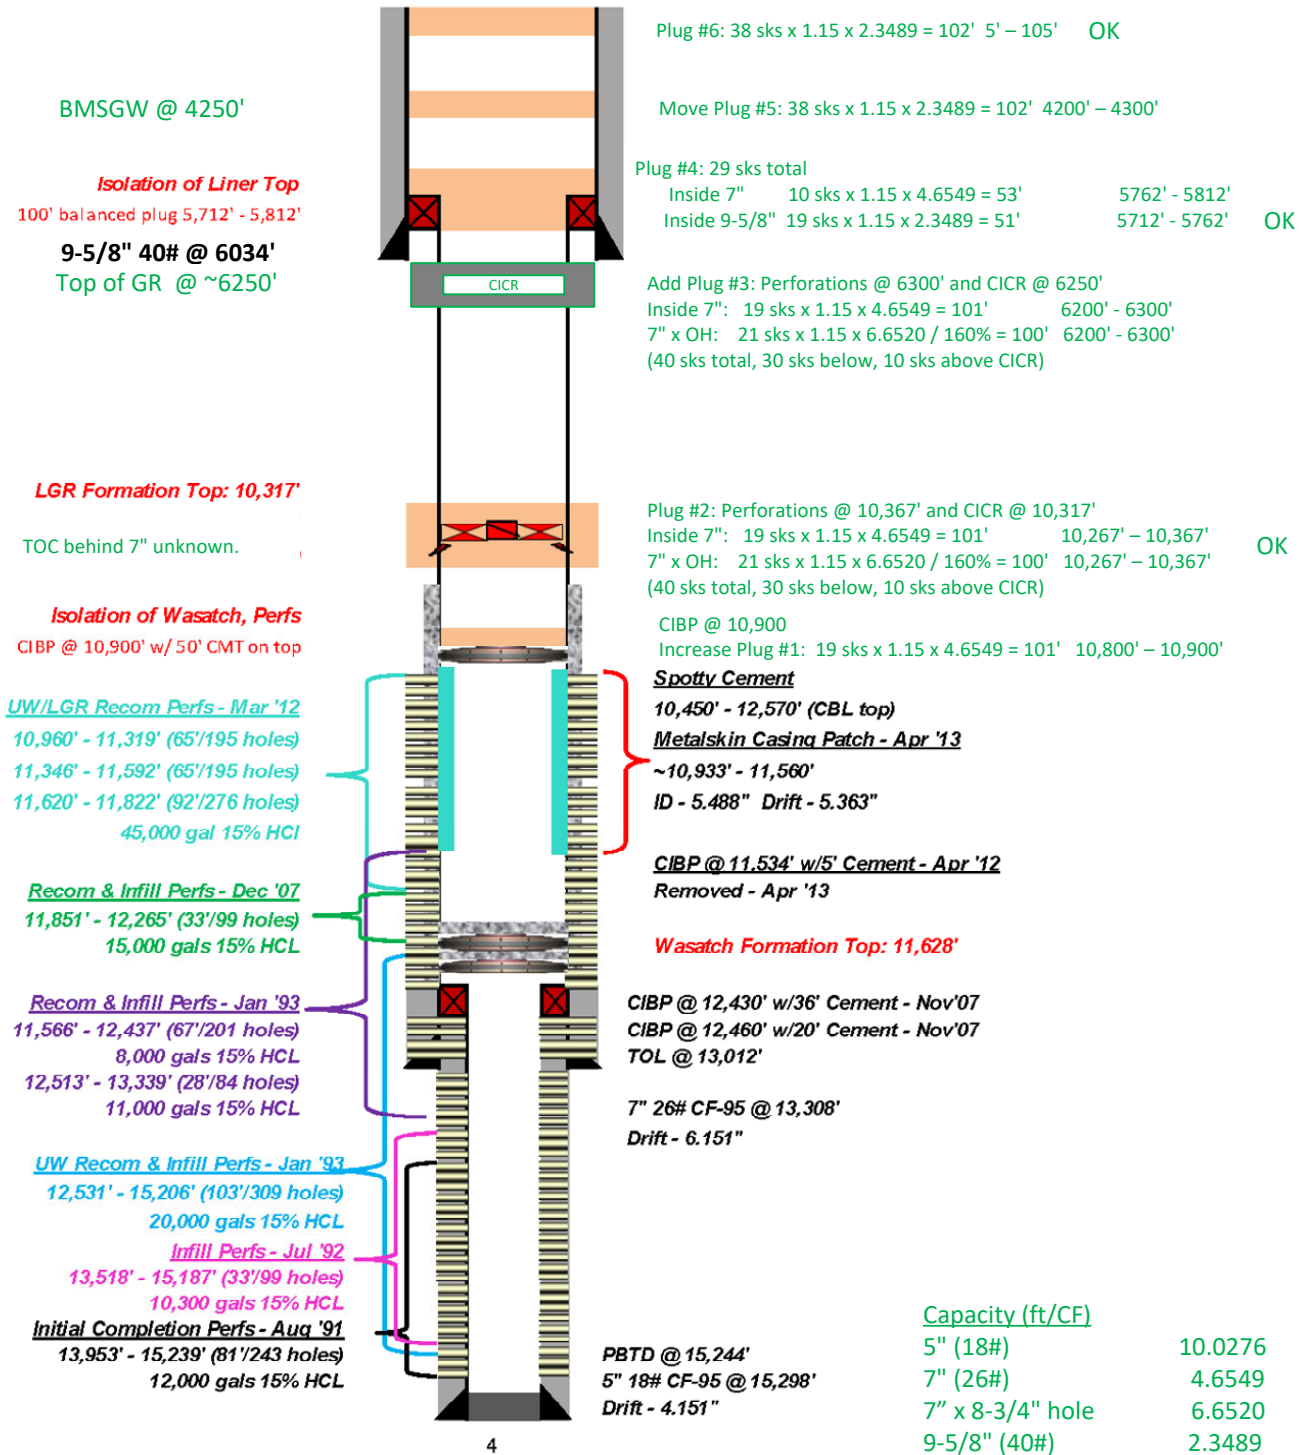 Plug #6: 38 sks x 1.15 x 2.3489 = 102' 5' – 105' OK
BMSGW @ 4250'
Move Plug #5: 38 sks x 1.15 x 2.3489 = 102' 4200' – 4300'
Isolation of Liner Top
100' balanced plug 5,712' - 5,812'
9-5/8" 40# @ 6034'
Top of GR @ ~6250'
Plug #4: 29 sks total
Inside 7" 10 sks x 1.15 x 4.6549 = 53' 5762' - 5812'
Inside 9-5/8" 19 sks x 1.15 x 2.3489 = 51' 5712' - 5762' OK
CICR
Add Plug #3: Perforations @ 6300' and CICR @ 6250'
Inside 7": 19 sks x 1.15 x 4.6549 = 101' 6200' - 6300'
7" x OH: 21 sks x 1.15 x 6.6520 / 160% = 100' 6200' - 6300'
(40 sks total, 30 sks below, 10 sks above CICR)
LGR Formation Top: 10,317'
TOC behind 7" unknown.
Plug #2: Perforations @ 10,367' and CICR @ 10,317'
Inside 7": 19 sks x 1.15 x 4.6549 = 101' 10,267' – 10,367'
7" x OH: 21 sks x 1.15 x 6.6520 / 160% = 100' 10,267' – 10,367' OK
(40 sks total, 30 sks below, 10 sks above CICR)
Isolation of Wasatch, Perfs
CIBP @ 10,900' w/ 50' CMT on top
CIBP @ 10,900
Increase Plug #1: 19 sks x 1.15 x 4.6549 = 101' 10,800' – 10,900'
UW/LGR Recom Perfs - Mar '12
10,960' - 11,319' (65'/195 holes)
11,346' - 11,592' (65'/195 holes)
11,620' - 11,822' (92'/276 holes)
45,000 gal 15% HCl
Spotty Cement
10,450' - 12,570' (CBL top)
Metalskin Casing Patch - Apr '13
~10,933' - 11,560'
ID - 5.488" Drift - 5.363"
CIBP @ 11,534' w/5' Cement - Apr '12
Removed - Apr '13
Recom & Infill Perfs - Dec '07
11,851' - 12,265' (33'/99 holes)
15,000 gals 15% HCL
Wasatch Formation Top: 11,628'
Recom & Infill Perfs - Jan '93
11,566' - 12,437' (67'/201 holes)
8,000 gals 15% HCL
12,513' - 13,339' (28'/84 holes)
11,000 gals 15% HCL
CIBP @ 12,430' w/36' Cement - Nov'07
CIBP @ 12,460' w/20' Cement - Nov'07
TOL @ 13,012'
7" 26# CF-95 @ 13,308'
Drift - 6.151"
UW Recom & Infill Perfs - Jan '93
12,531' - 15,206' (103'/309 holes)
20,000 gals 15% HCL
Infill Perfs - Jul '92
13,518' - 15,187' (33'/99 holes)
10,300 gals 15% HCL
Initial Completion Perfs - Aug '91
13,953' - 15,239' (81'/243 holes)
12,000 gals 15% HCL
PBTD @ 15,244'
5" 18# CF-95 @ 15,298'
Drift - 4.151"
Capacity (ft/CF)
5" (18#) 10.0276
7" (26#) 4.6549
7” x 8-3/4" hole 6.6520
9-5/8" (40#) 2.3489
4